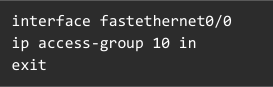 interface fastethernet0/0
ip access-group 10 in
exit